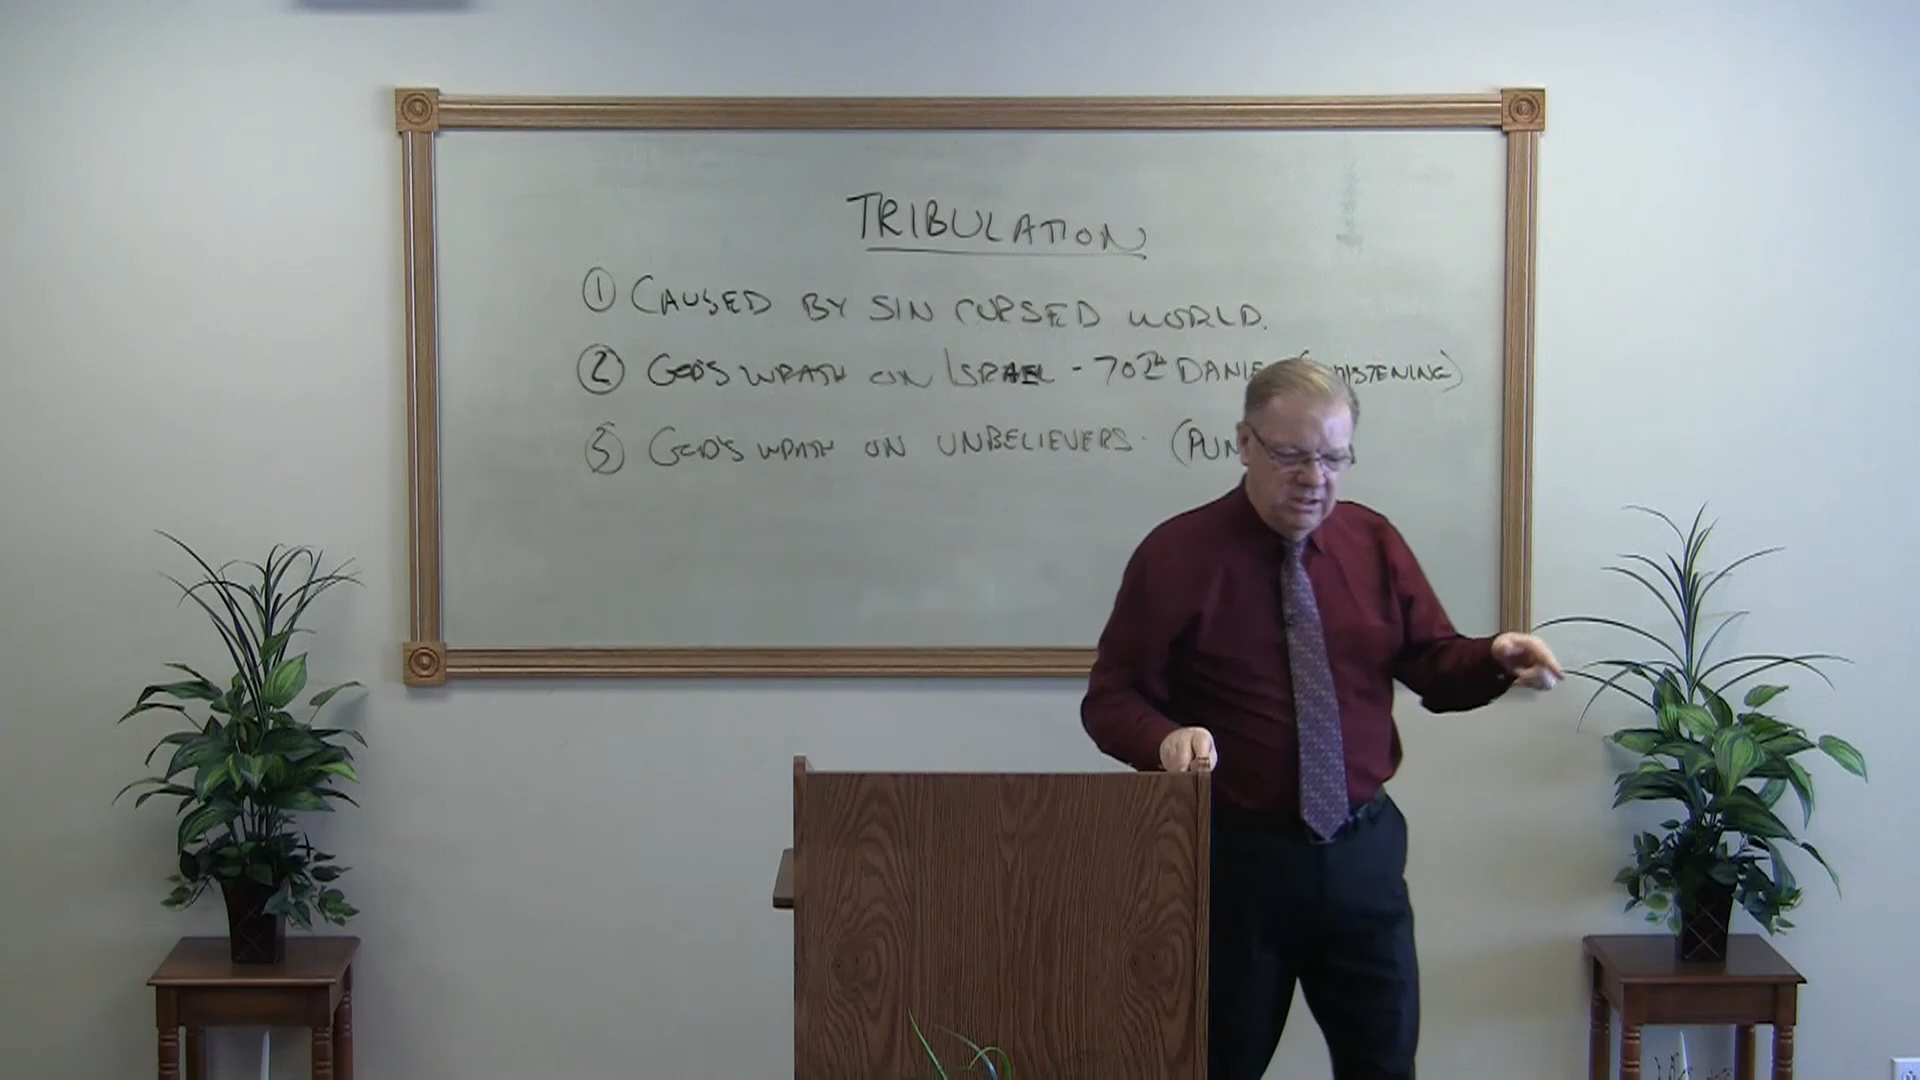 TRIBULATION
① CAUSED BY SIN CURSED WORLD.
② GOD'S WRATH ON ISRAEL - 70TH DANIE
③ GOD'S WRATH ON UNBELIEVERS. (PUN